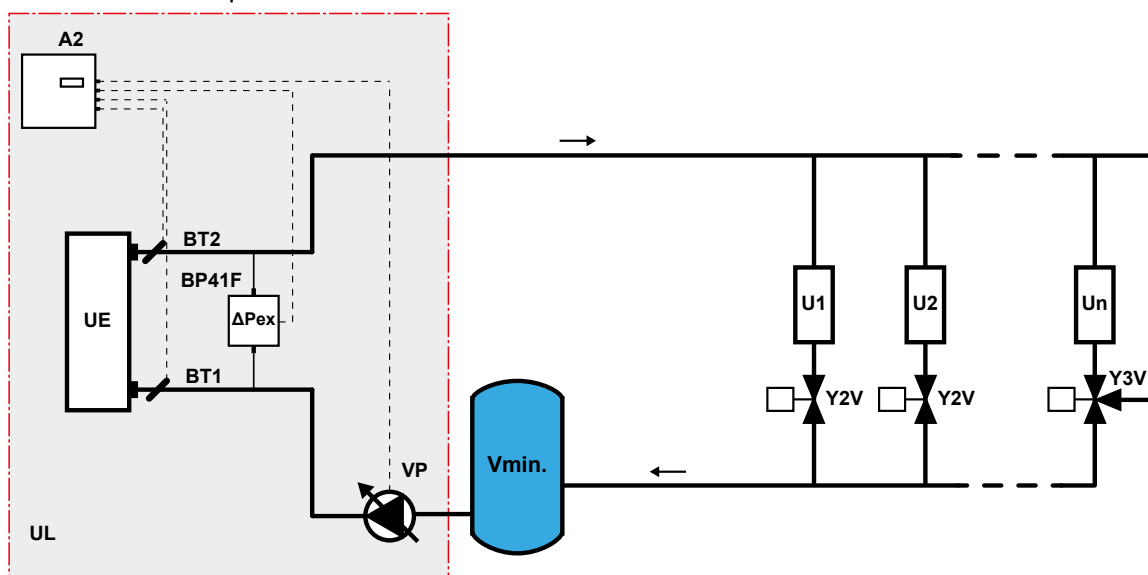 A2
BT2
BP41F
ΔPex
UE
BT1
VP
UL
Vmin.
U1
U2
Un
Y2V
Y2V
Y3V